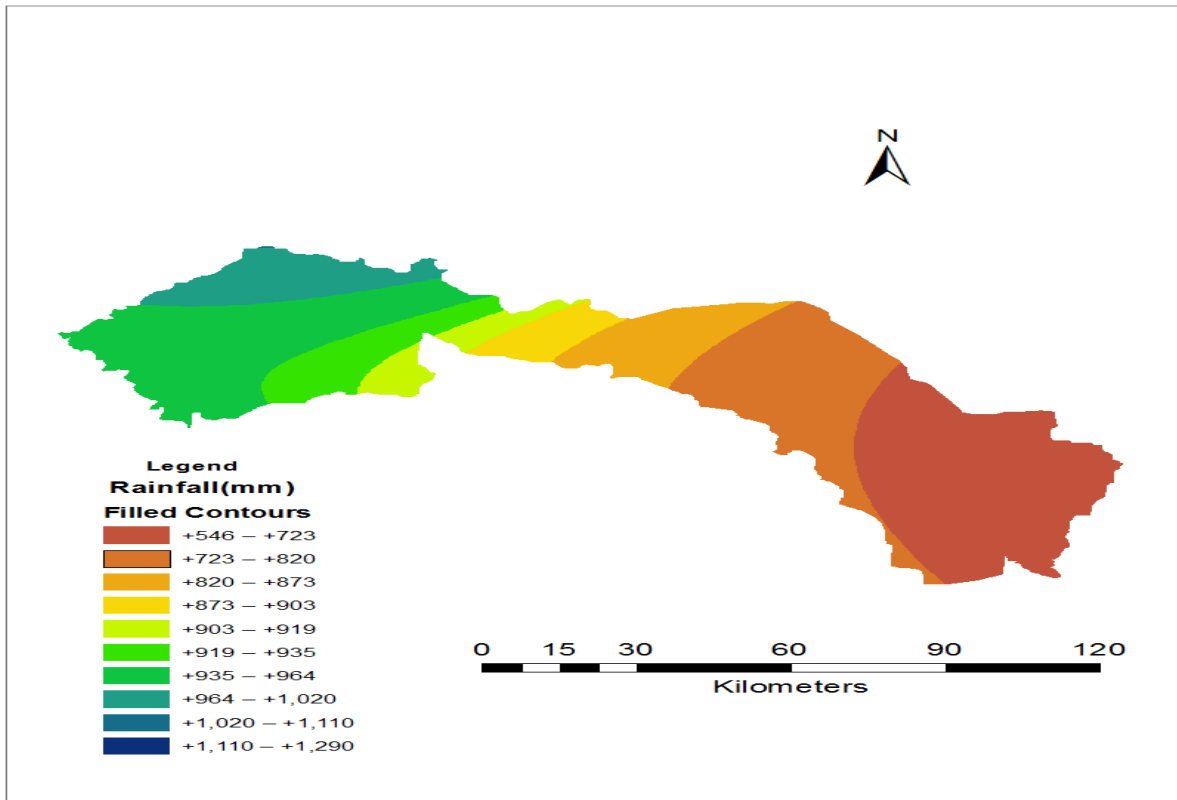 N
Legend
Rainfall(mm)
Filled Contours
+546 – +723
+723 – +820
+820 – +873
+873 – +903
+903 – +919
+919 – +935
+935 – +964
+964 – +1,020
+1,020 – +1,110
+1,110 – +1,290
0 15 30 60 90 120
Kilometers